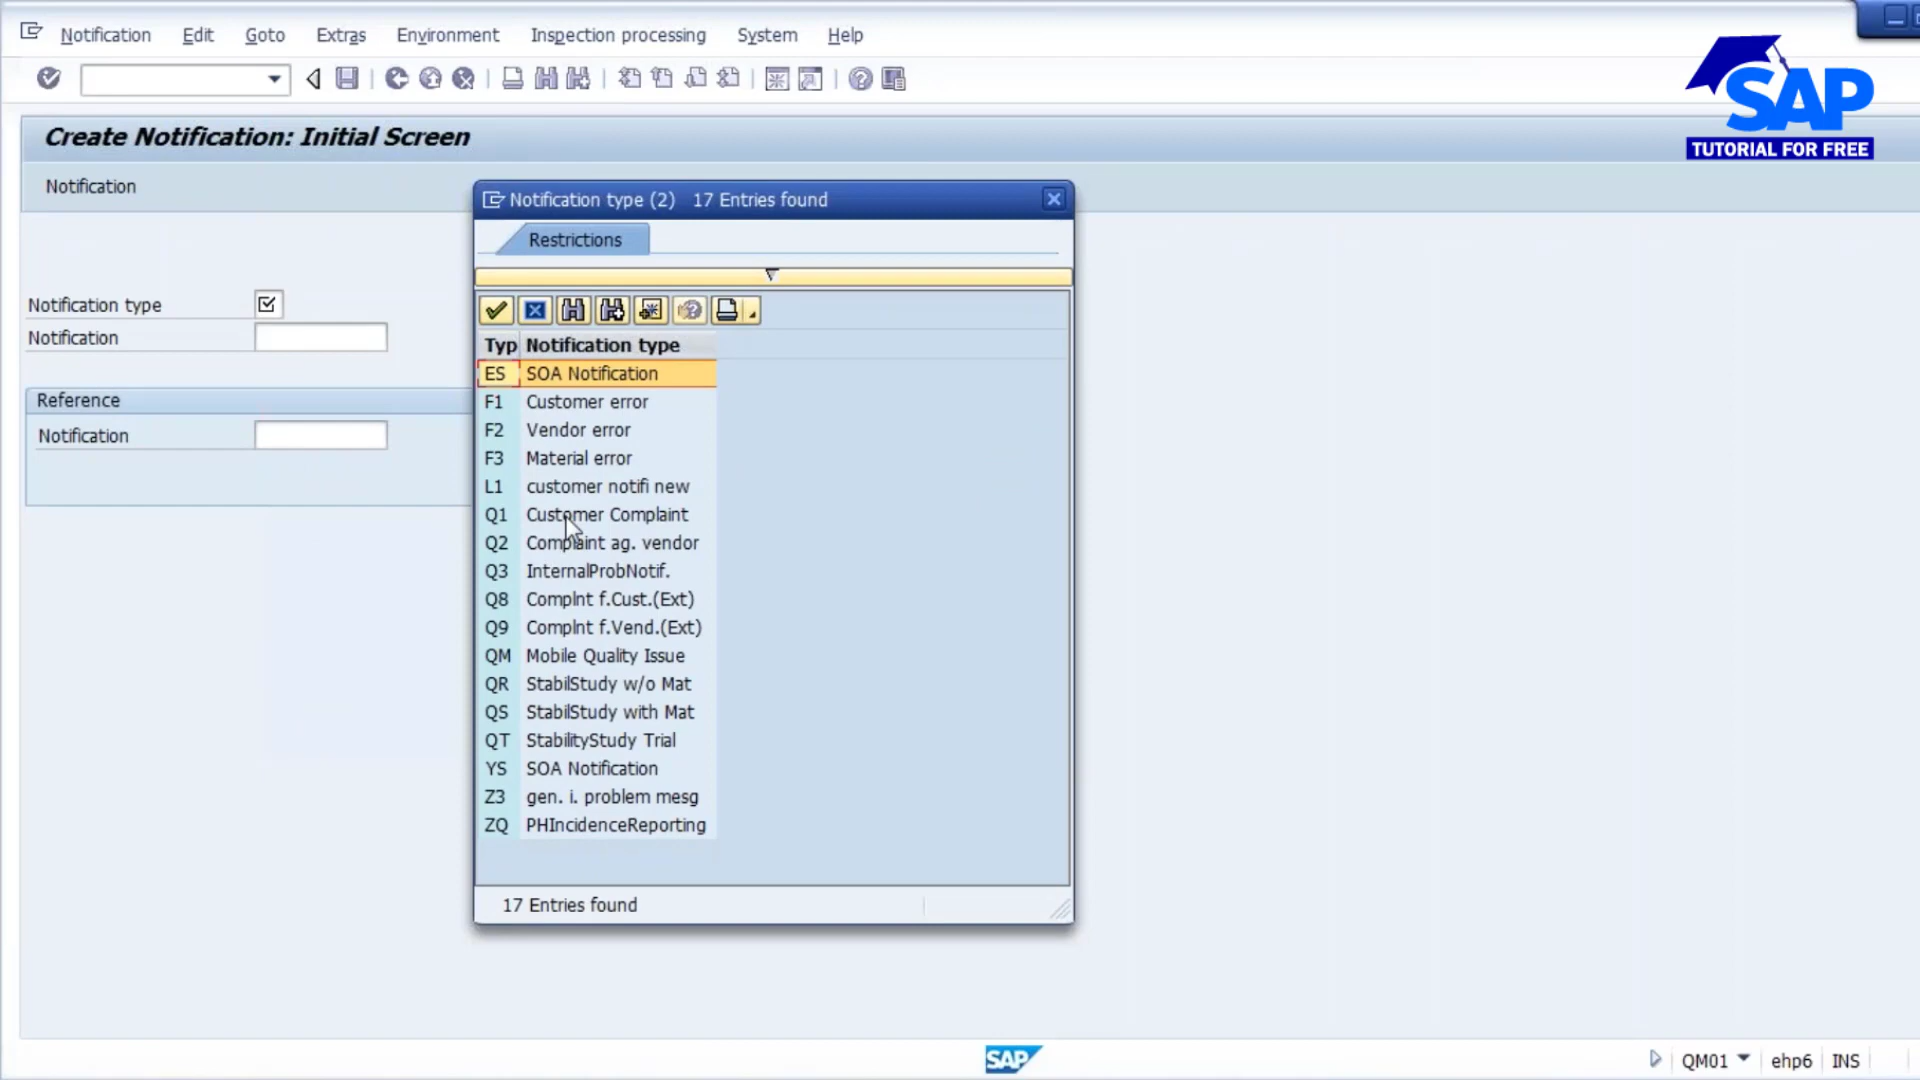 Notification Edit Goto Extras Environment Inspection processing System Help
SAP
TUTORIAL FOR FREE
Create Notification: Initial Screen
Notification
Notification type (2) 17 Entries found
Restrictions
Notification type
Notification
Typ Notification type
ES SOA Notification
F1 Customer error
Reference
F2 Vendor error
Notification
F3 Material error
L1 customer notifi new
Q1 Customer Complaint
Q2 Complaint ag. vendor
Q3 InternalProbNotif.
Q8 Complnt f.Cust.(Ext)
Q9 Complnt f.Vend.(Ext)
QM Mobile Quality Issue
QR StabilStudy w/o Mat
QS StabilStudy with Mat
QT StabilityStudy Trial
YS SOA Notification
Z3 gen. i. problem mesg
ZQ PHIncidenceReporting
17 Entries found
SAP
QM01 ehp6 INS